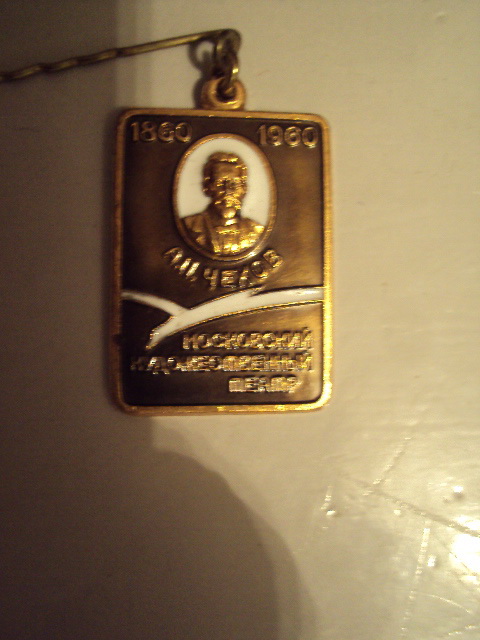 1860 1960
А.П. ЧЕХОВ
МОСКОВСКИЙ
ХУДОЖЕСТВЕННЫЙ
ТЕАТР